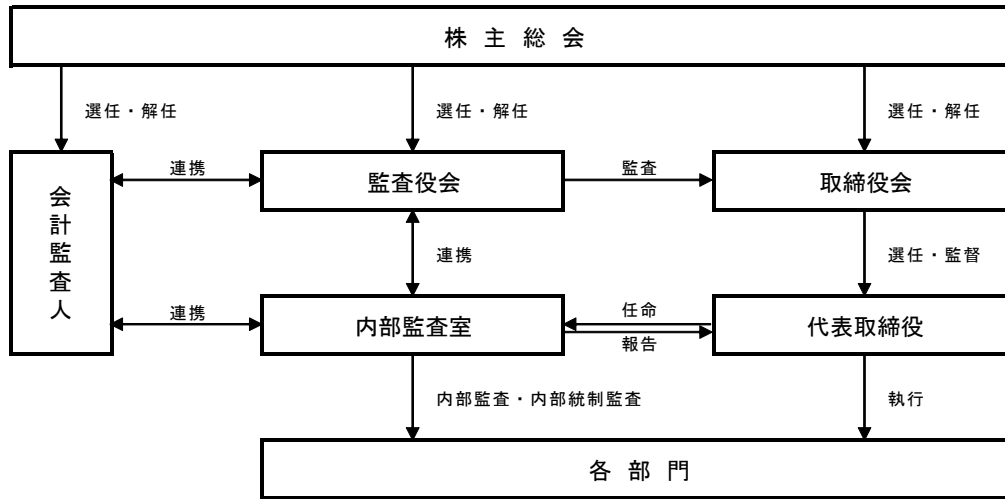 株主総会
選任・解任
選任・解任
選任・解任
会計監査人
連携
監査役会
監査
取締役会
連携
選任・監督
連携
内部監査室
任命
報告
代表取締役
内部監査・内部統制監査
執行
各部門